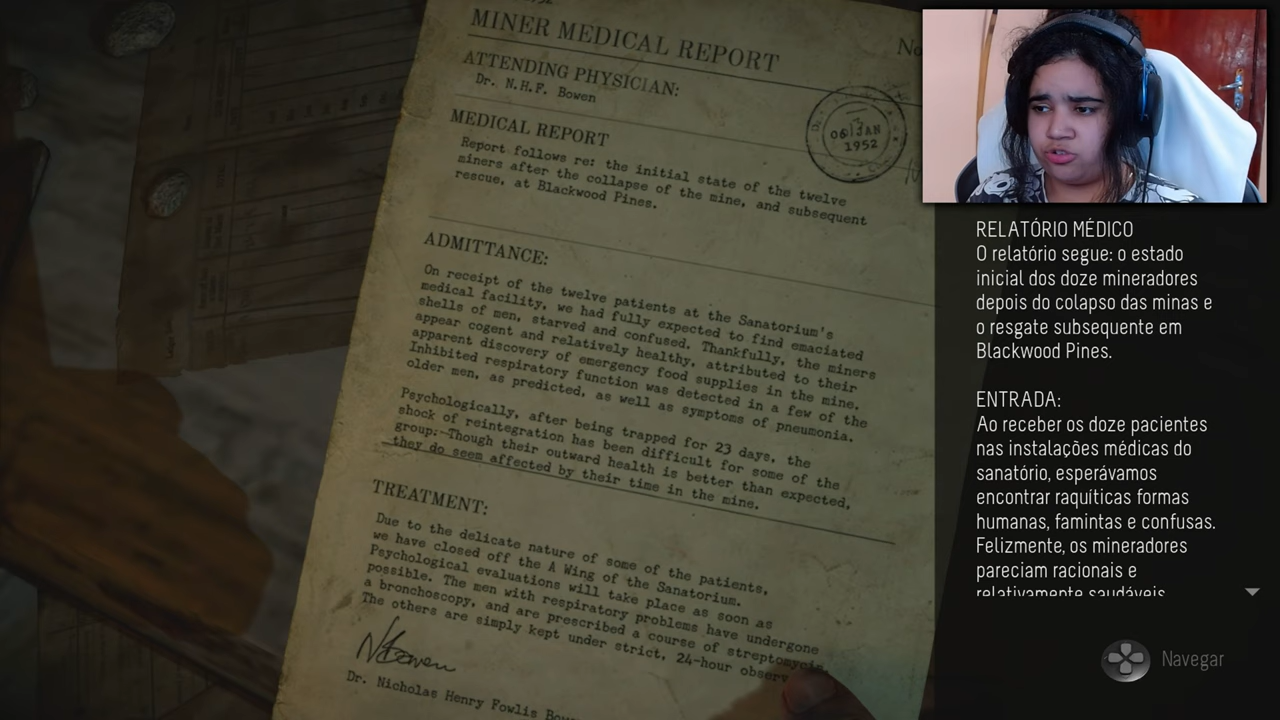 MINER MEDICAL REPORT
No
ATTENDING PHYSICIAN:
Dr. N.H.F. Bowen
MEDICAL REPORT
Report follows re: the initial state of the twelve
miners after the collapse of the mine, and subsequent
rescue, at Blackwood Pines.
JAN
1952
ADMITTANCE:
On receipt of the twelve patients at the Sanatorium's
medical facility, we had fully expected to find emaciated
shells of men, starved and confused. Thankfully, the miners
appear cogent and relatively healthy, attributed to their
apparent discovery of emergency food supplies in the mine.
Inhibited respiratory function was detected in a few of the
older men, as predicted, as well as symptoms of pneumonia.
Psychologically, after being trapped for 23 days, the
shock of reintegration has been difficult for some of the
group. Though their outward health is better than expected,
they do seem affected by their time in the mine.
TREATMENT:
Due to the delicate nature of some of the patients,
we have closed off the A Wing of the Sanatorium.
Psychological evaluations will take place as soon as
possible. The men with respiratory problems have undergone
a bronchoscopy, and are prescribed a course of streptomycin.
The others are simply kept under strict, 24-hour observ
NBowen
Dr. Nicholas Henry Fowlis Bow
RELATÓRIO MÉDICO
O relatório segue: o estado
inicial dos doze mineradores
depois do colapso das minas e
o resgate subsequente em
Blackwood Pines.
ENTRADA:
Ao receber os doze pacientes
nas instalações médicas do
sanatório, esperávamos
encontrar raquíticas formas
humanas, famintas e confusas.
Felizmente, os mineradores
pareciam racionais e
relativamente saudáveis
Navegar